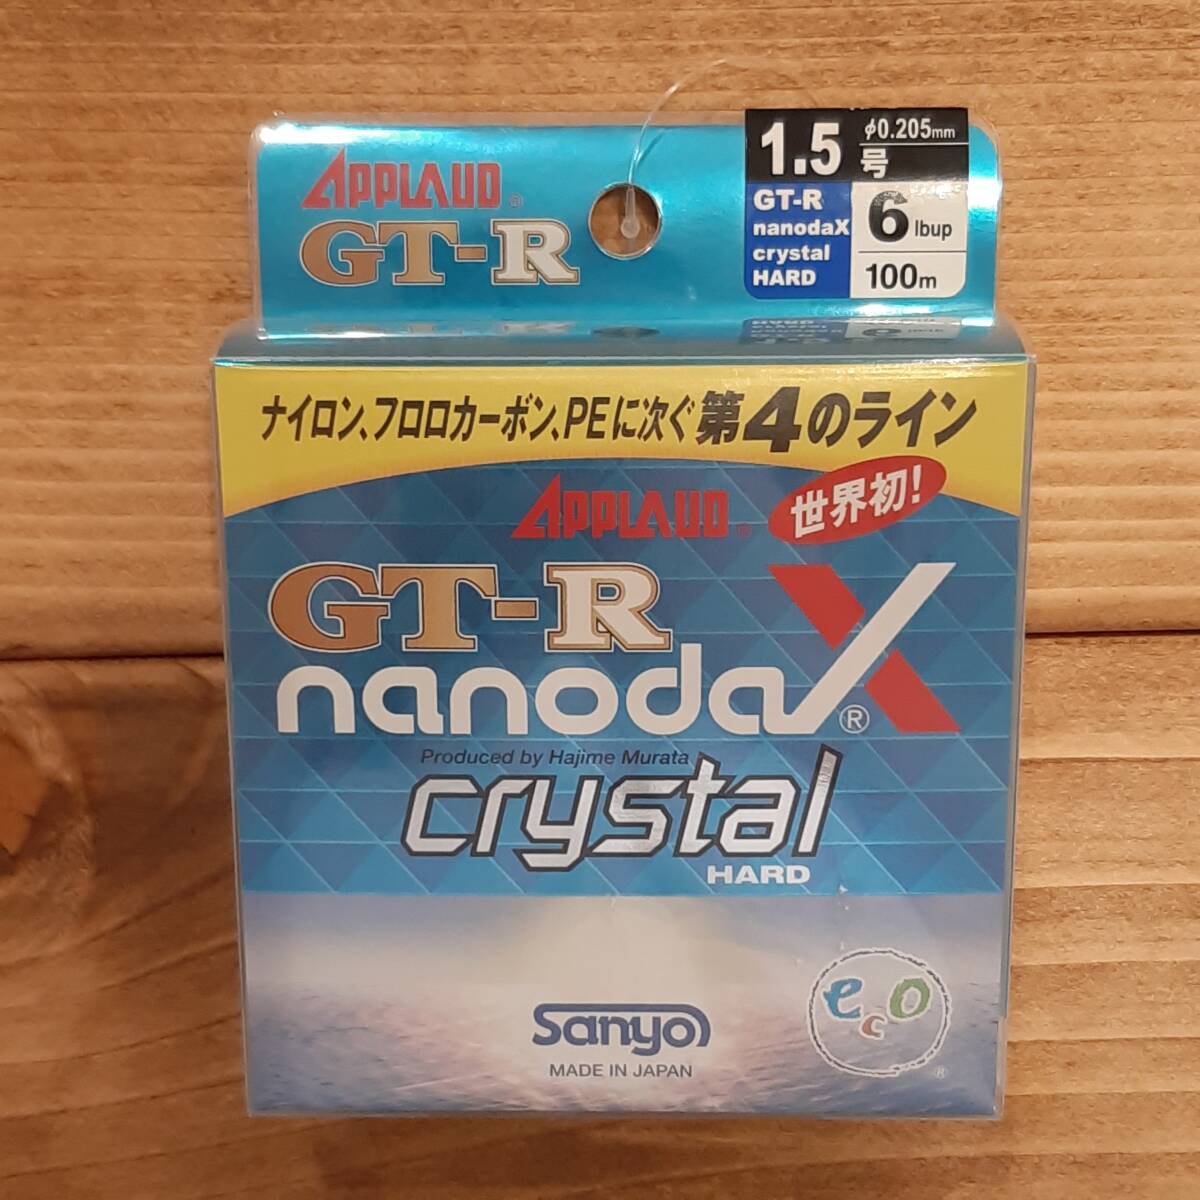 APPLAUD®
GT-R
1.5号 φ0.205mm
GT-R
nanodaX
crystal
HARD
6 lbup
100m
ナイロン、フロロカーボン、PEに次ぐ第4のライン
世界初!
APPLAUD®
GT-R
nanodaX®
Produced by Hajime Murata
crystal
HARD
eco®
Sanyo
MADE IN JAPAN